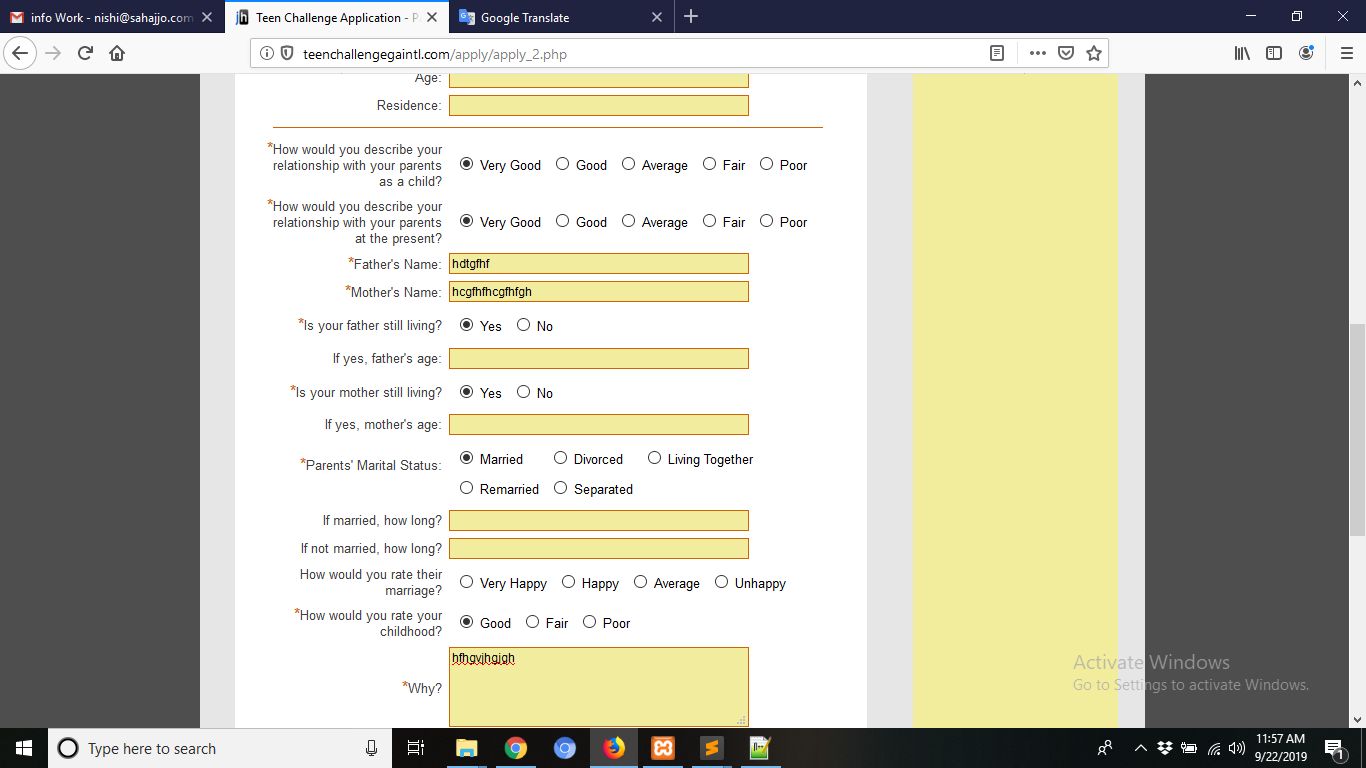 info Work - nishi@sahajjo.com
Teen Challenge Application - P
Google Translate
teenchallengegaintl.com/apply/apply_2.php
Age:
Residence:
*How would you describe your
relationship with your parents
as a child?
Very Good Good Average Fair Poor
*How would you describe your
relationship with your parents
at the present?
Very Good Good Average Fair Poor
*Father's Name: hdtgfhf
*Mother's Name: hcgfhfhcgfhfgh
*Is your father still living? Yes No
If yes, father's age:
*Is your mother still living? Yes No
If yes, mother's age:
*Parents' Marital Status: Married Divorced Living Together
Remarried Separated
If married, how long?
If not married, how long?
How would you rate their
marriage?
Very Happy Happy Average Unhappy
*How would you rate your
childhood?
Good Fair Poor
hfhgvjhgjgh
*Why?
Activate Windows
Go to Settings to activate Windows.
Type here to search
11:57 AM
9/22/2019
1